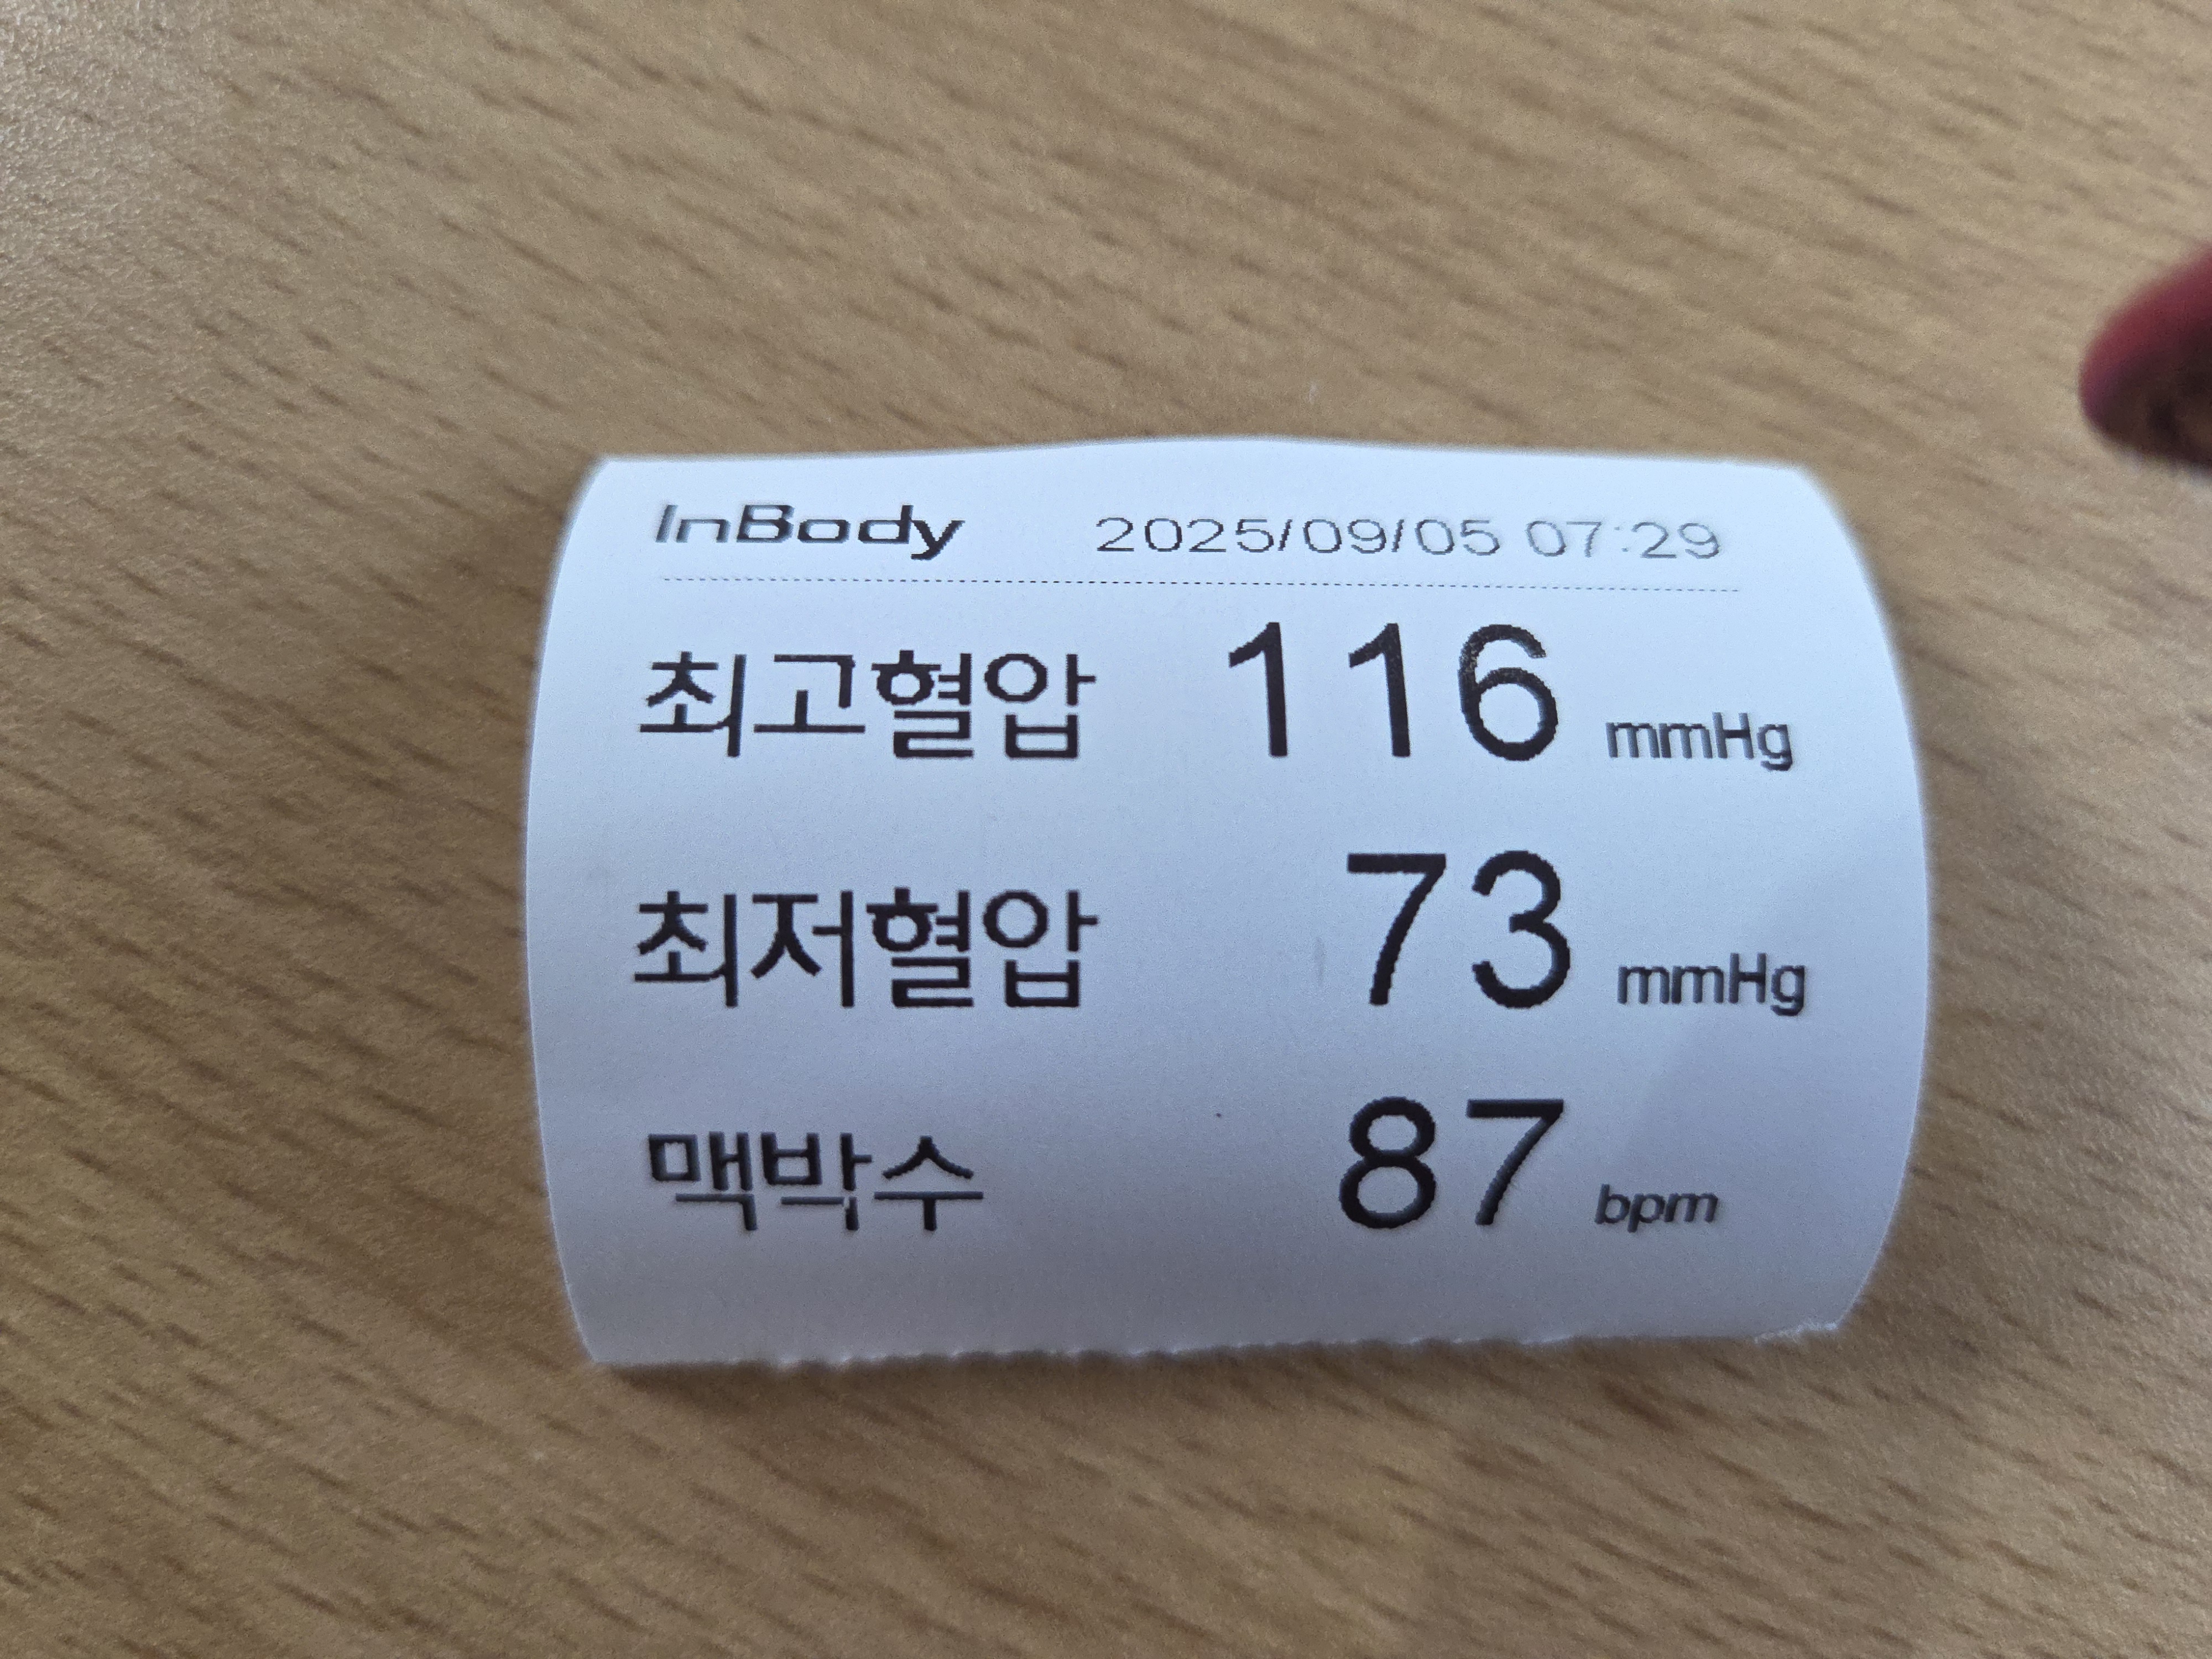 InBody 2025/09/05 07:29
최고혈압 116 mmHg
최저혈압 73 mmHg
맥박수 87 bpm